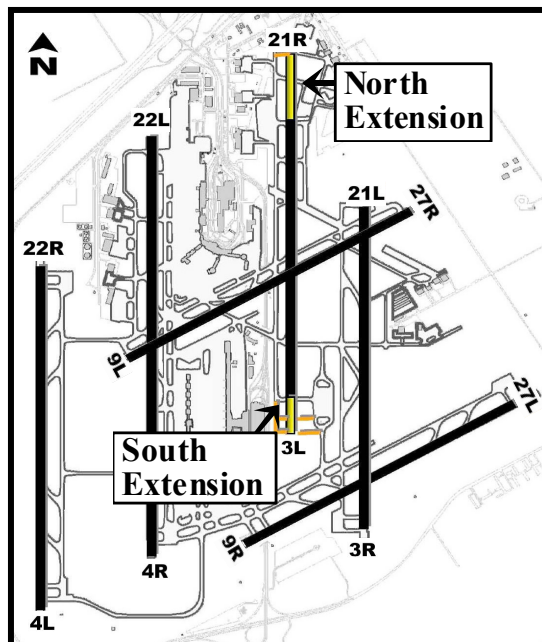 21R
N
North
Extension
22L
21L
27R
22R
9L
27L
South
Extension
3L
9R
3R
4R
4L